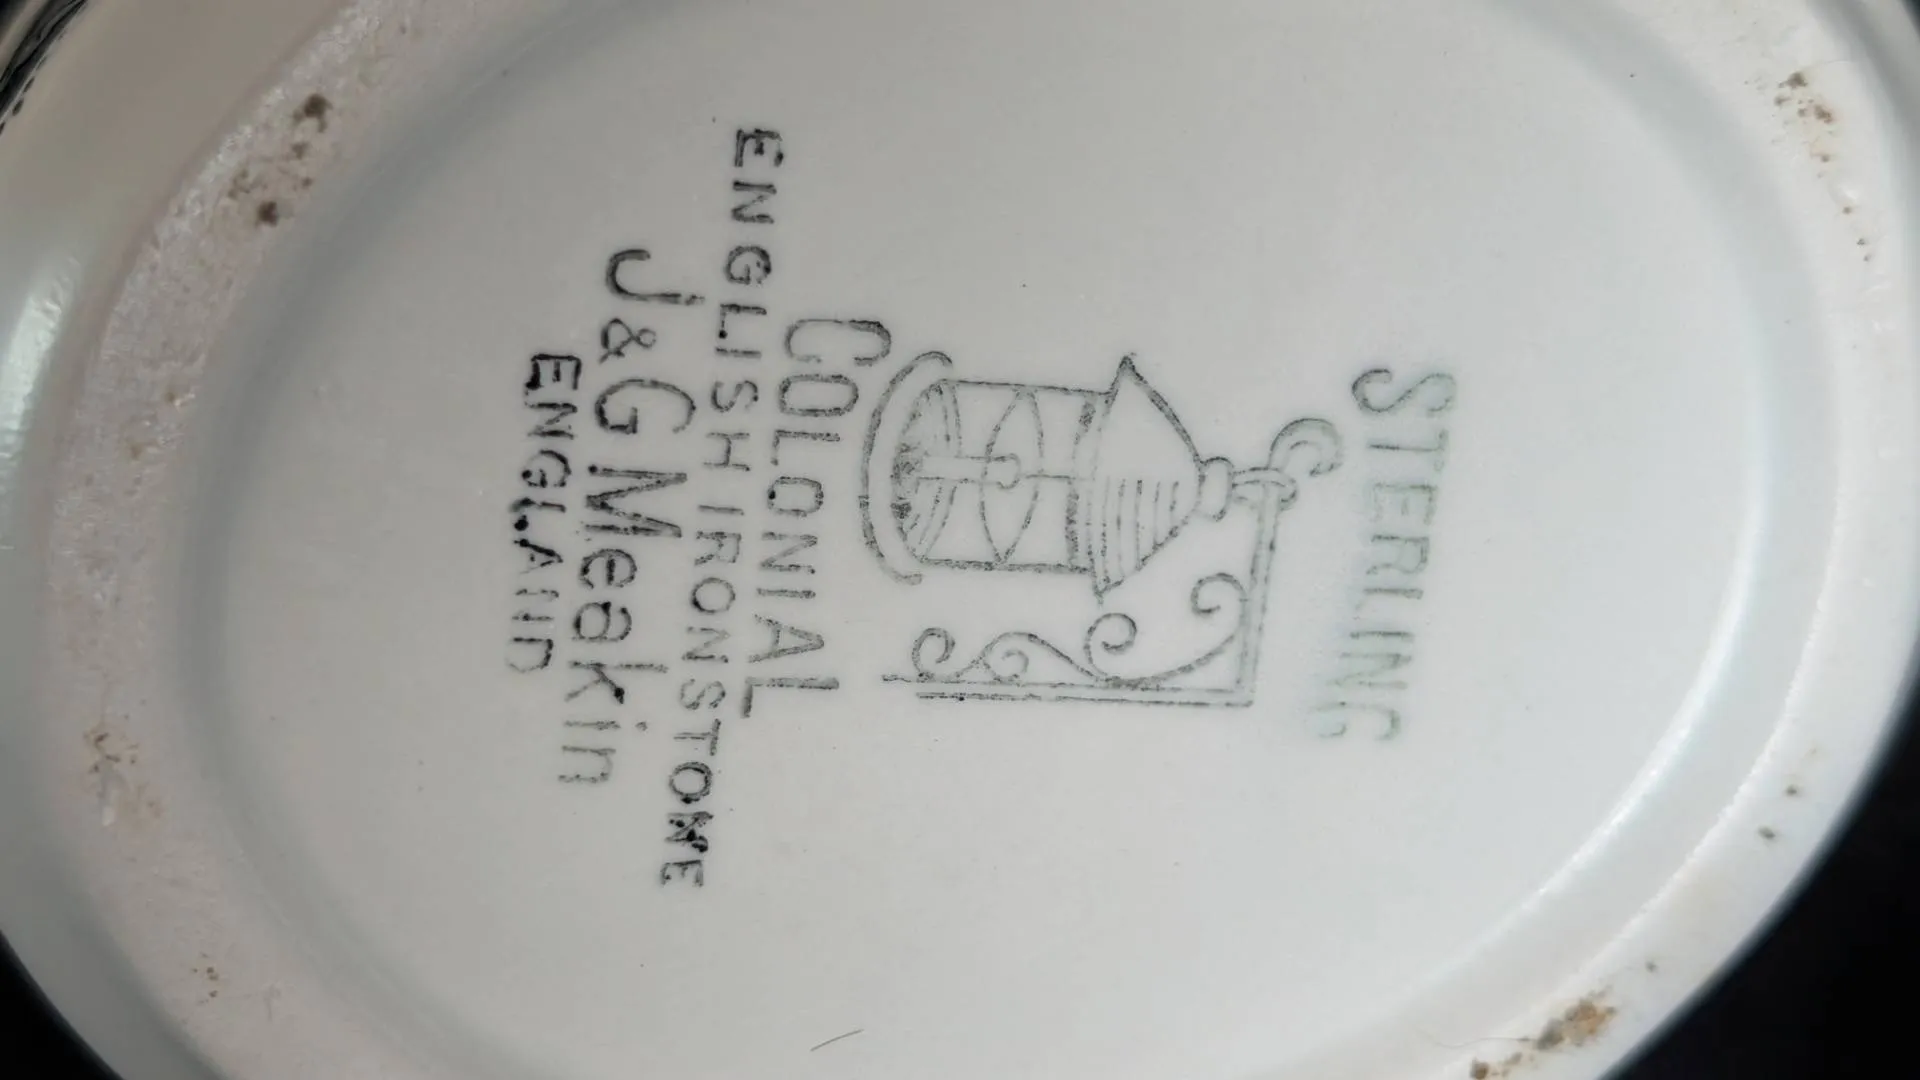 STERLING
COLONIAL
ENGLISH IRONSTONE
J & G Meakin
ENGLAND